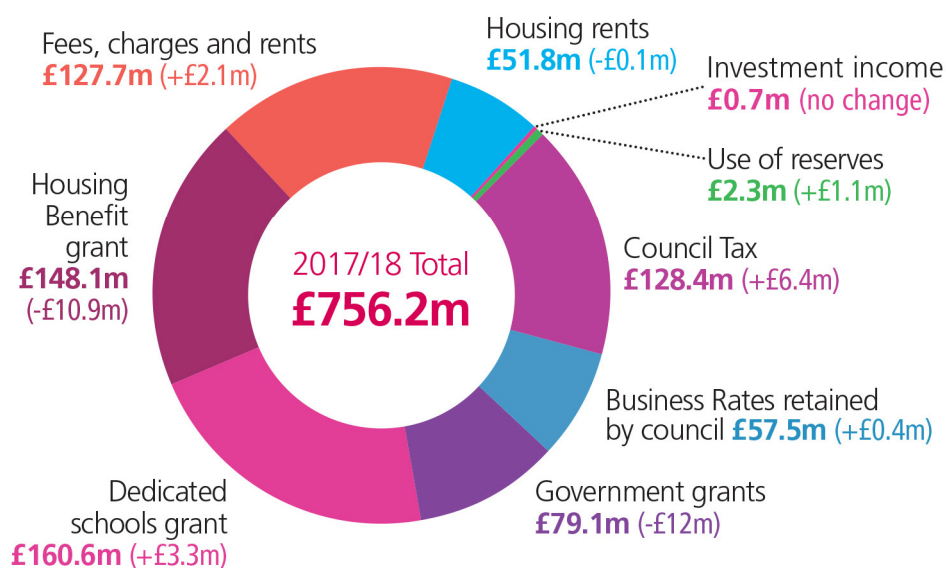 Fees, charges and rents
£127.7m (+£2.1m)
Housing rents
£51.8m (-£0.1m)
Investment income
£0.7m (no change)
Use of reserves
£2.3m (+£1.1m)
Council Tax
£128.4m (+£6.4m)
Business Rates retained
by council £57.5m (+£0.4m)
Government grants
£79.1m (-£12m)
Dedicated
schools grant
£160.6m (+£3.3m)
Housing
Benefit
grant
£148.1m
(-£10.9m)
2017/18 Total
£756.2m